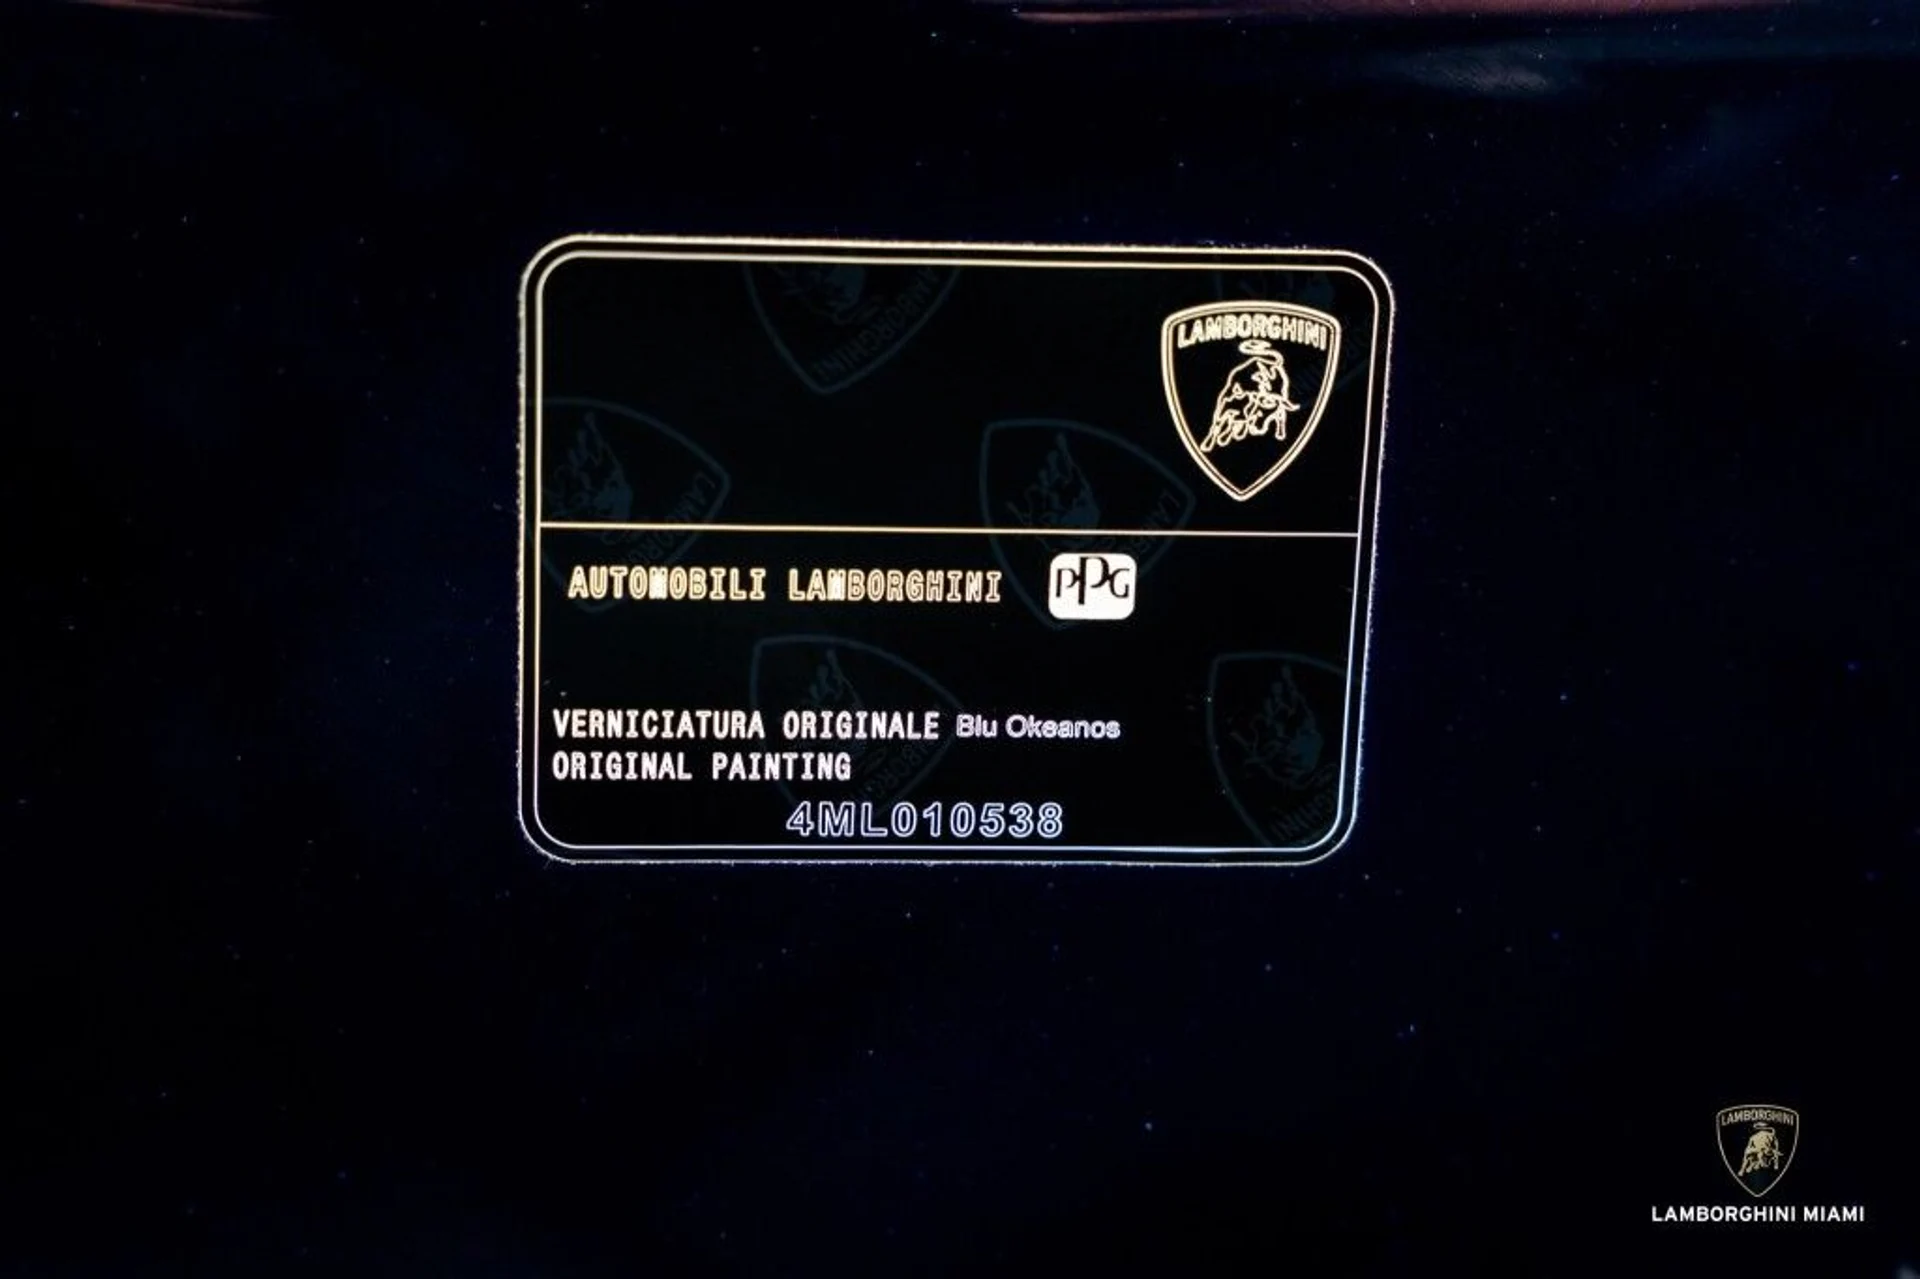 LAMBORGHINI
AUTOMOBILI LAMBORGHINI PPG
VERNICIATURA ORIGINALE Blu Okeanos
ORIGINAL PAINTING
4ML010538
LAMBORGHINI
LAMBORGHINI MIAMI